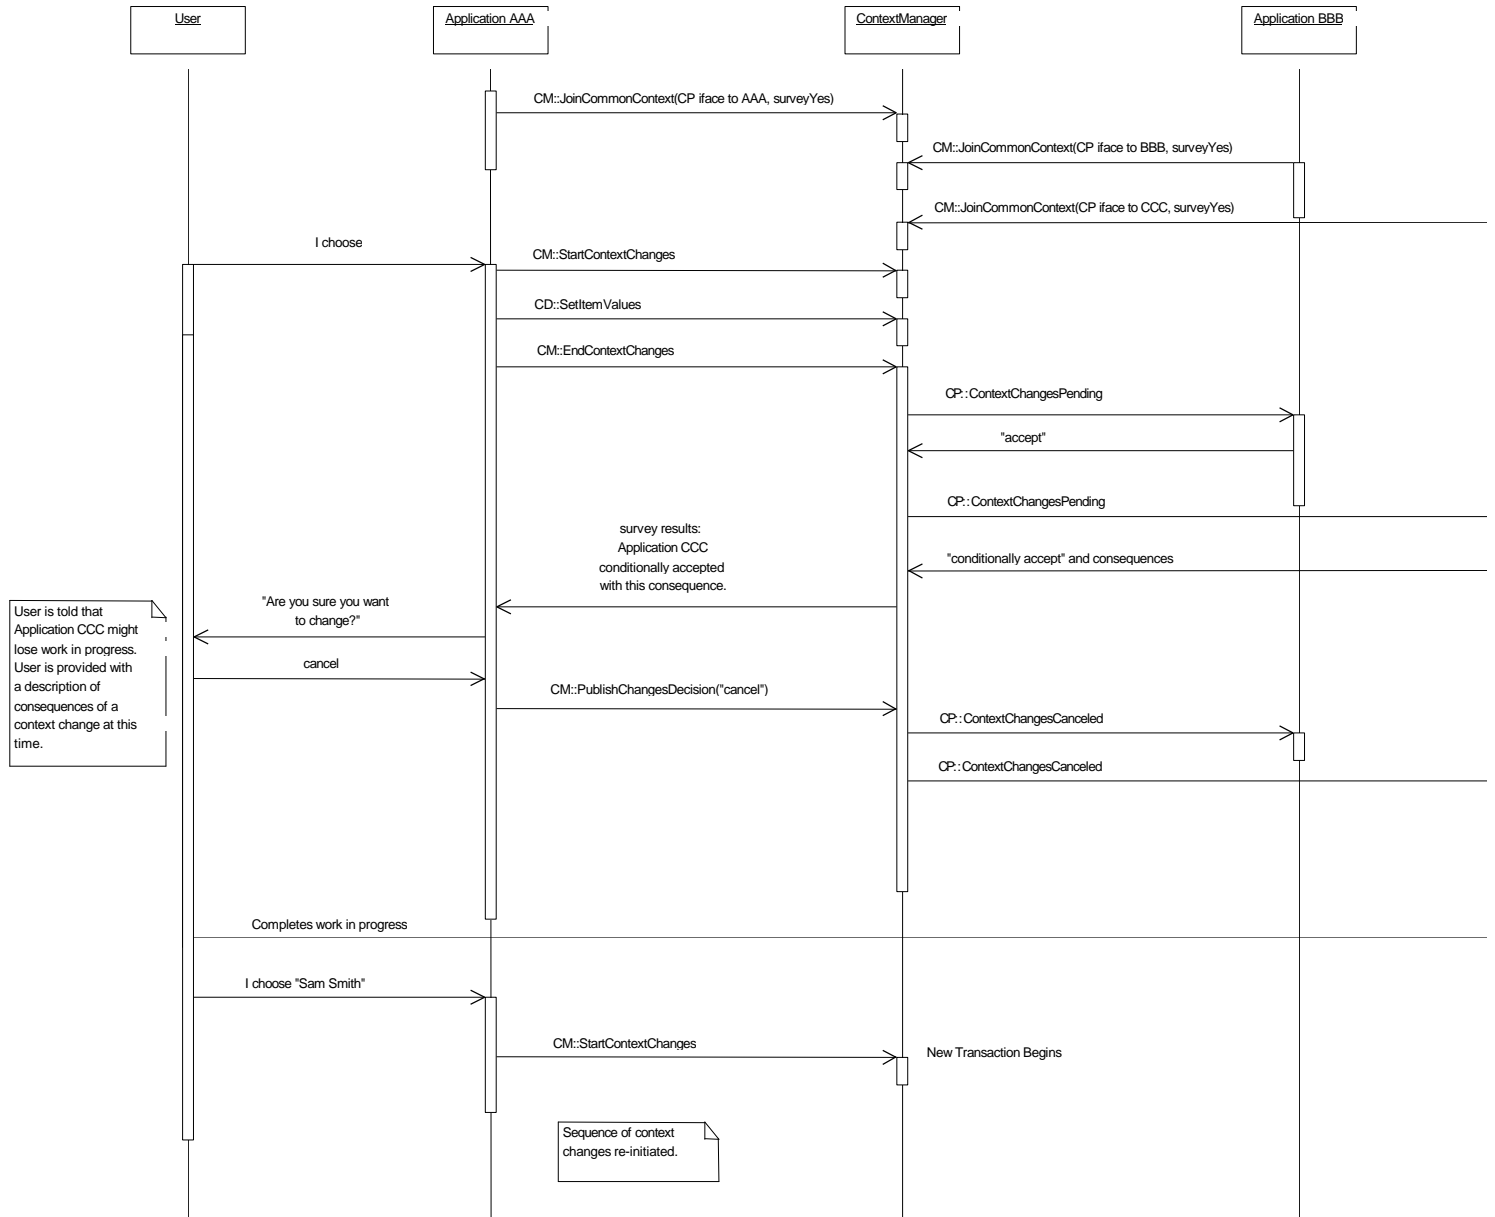 User
Application AAA
ContextManager
Application BBB
CM::JoinCommonContext(CP iface to AAA, surveyYes)
CM::JoinCommonContext(CP iface to BBB, surveyYes)
CM::JoinCommonContext(CP iface to CCC, surveyYes)
I choose
CM::StartContextChanges
CD::SetItemValues
CM::EndContextChanges
CP::ContextChangesPending
"accept"
CP::ContextChangesPending
survey results:
Application CCC
conditionally accepted
with this consequence.
"conditionally accept" and consequences
"Are you sure you want
to change?"
User is told that
Application CCC might
lose work in progress.
User is provided with
a description of
consequences of a
context change at this
time.
cancel
CM::PublishChangesDecision("cancel")
CP::ContextChangesCanceled
CP::ContextChangesCanceled
Completes work in progress
I choose "Sam Smith"
CM::StartContextChanges
New Transaction Begins
Sequence of context
changes re-initiated.